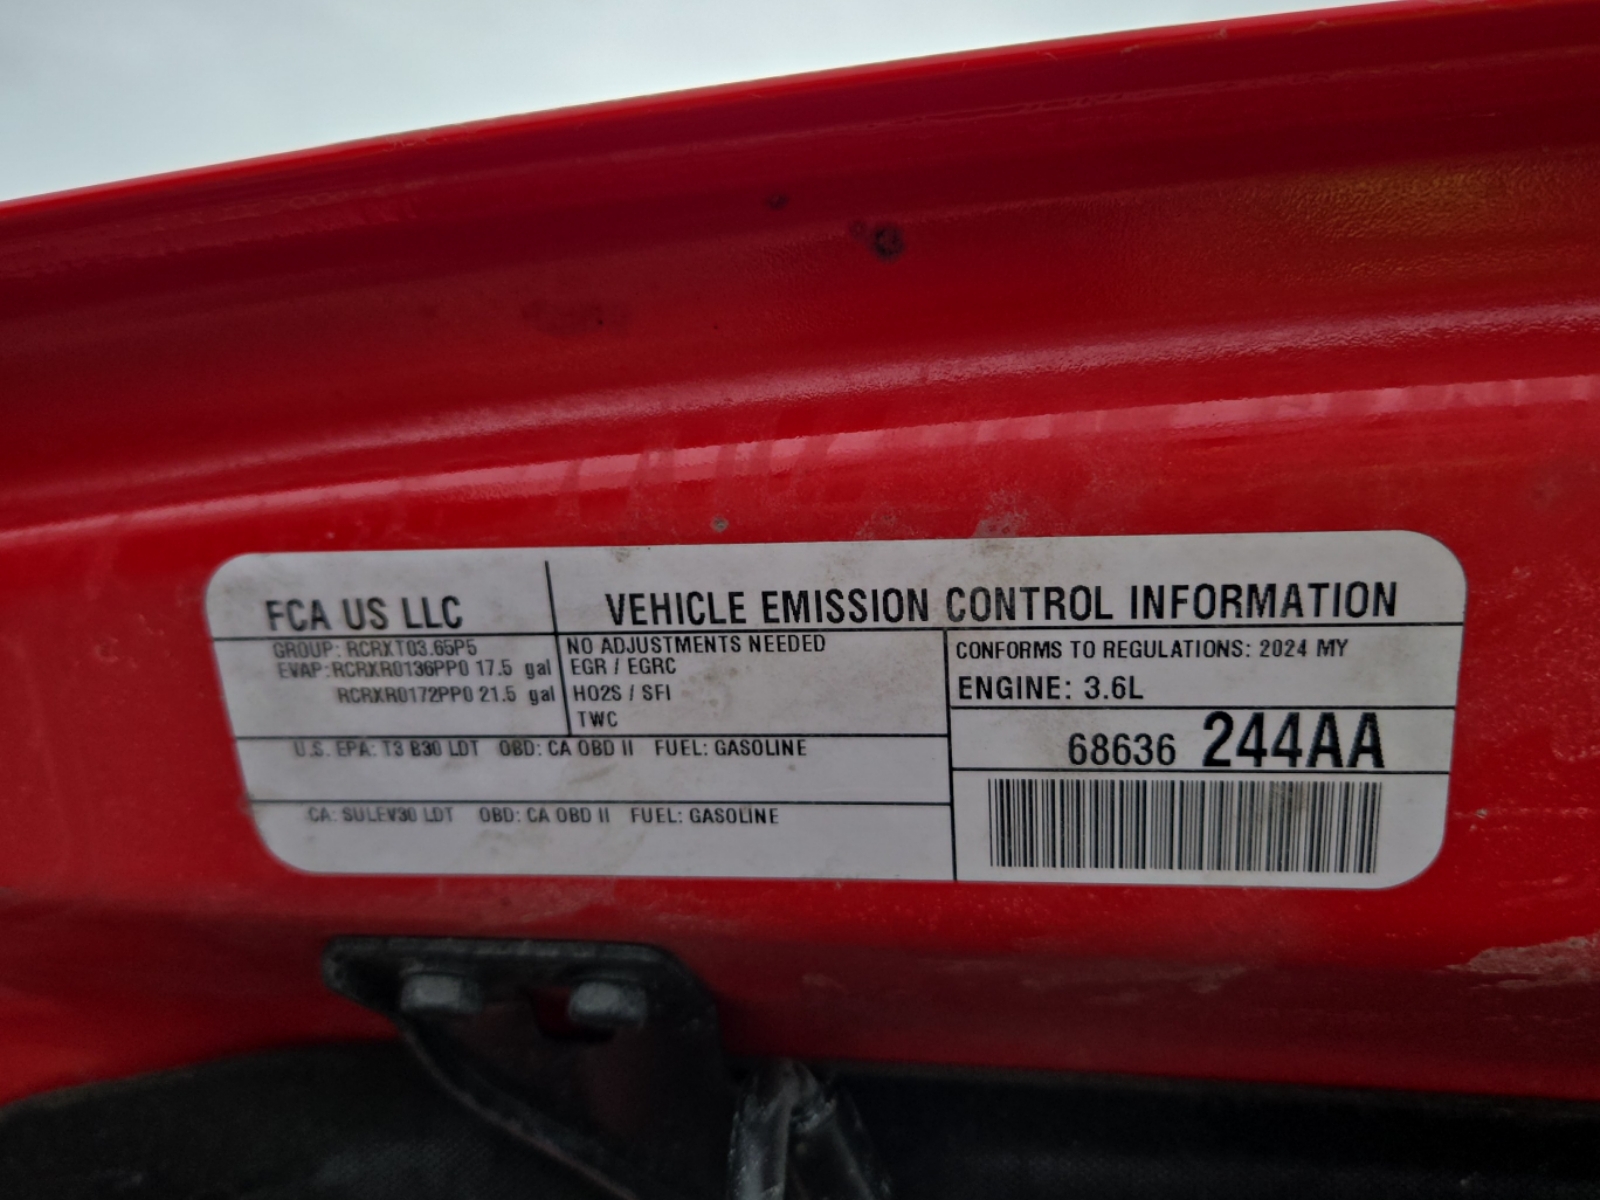 FCA US LLC
VEHICLE EMISSION CONTROL INFORMATION
GROUP: RCRXT03.65P5
EVAP:RCRXR0136PP0 17.5 gal
RCRXR0172PP0 21.5 gal
NO ADJUSTMENTS NEEDED
EGR / EGRC
HO2S / SFI
TWC
CONFORMS TO REGULATIONS: 2024 MY
ENGINE: 3.6L
68636 244AA
U.S. EPA: T3 B30 LDT OBD: CA OBD II FUEL: GASOLINE
CA: SULEV30 LDT OBD: CA OBD II FUEL: GASOLINE